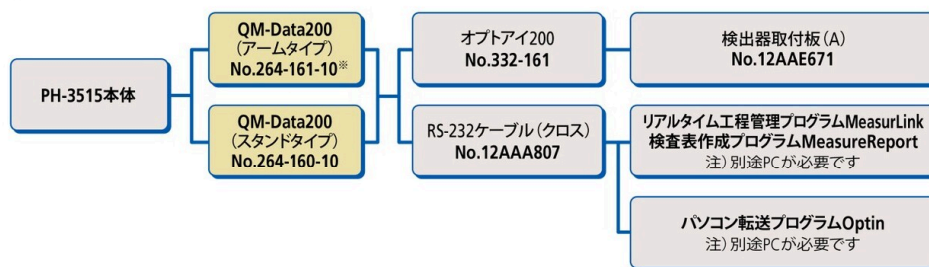 PH-3515本体
QM-Data200
(アームタイプ)
No.264-161-10※
QM-Data200
(スタンドタイプ)
No.264-160-10
オプトアイ200
No.332-161
RS-232ケーブル(クロス)
No.12AAA807
検出器取付板(A)
No.12AAE671
リアルタイム工程管理プログラムMeasurLink
検査表作成プログラムMeasureReport
注)別途PCが必要です
パソコン転送プログラムOptin
注)別途PCが必要です